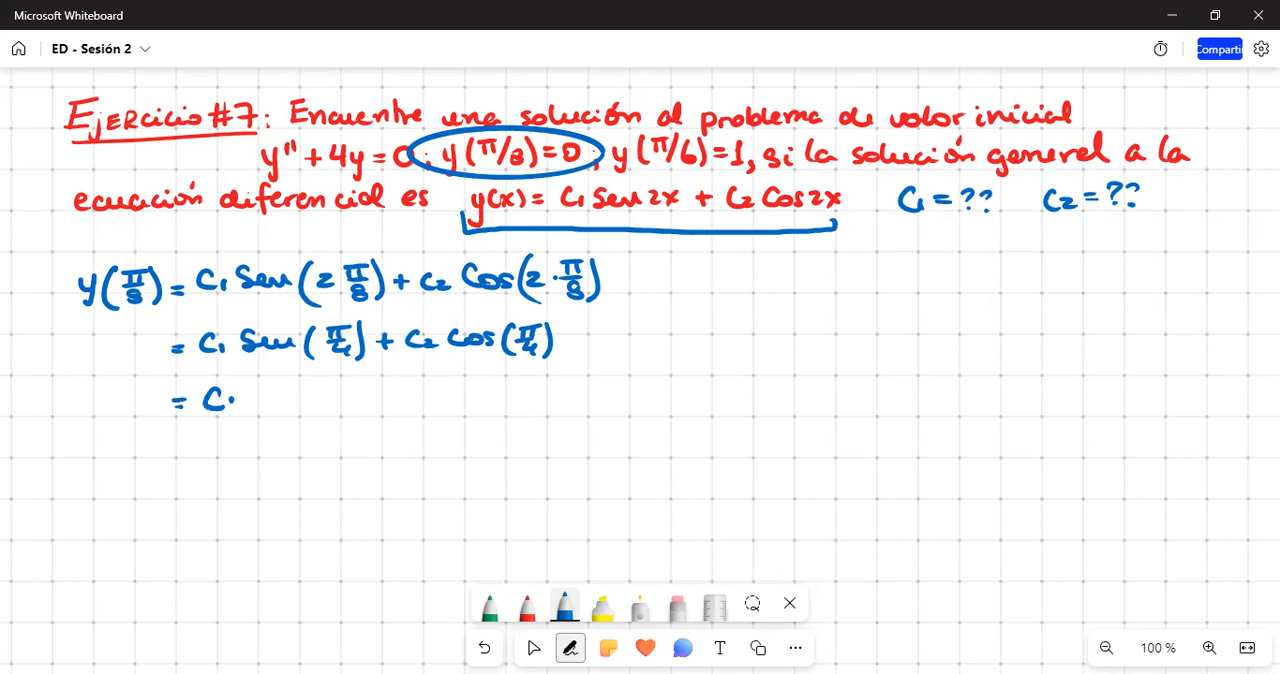 Microsoft Whiteboard
ED - Sesión 2
Comparti
Ejercicio #7: Encuentre una solución al problema de valor inicial
y'' + 4y = 0; y(π/8) = 0; y(π/6) = 1, si la solución general a la
ecuación diferencial es y(x) = C₁ Sen 2x + C₂ Cos 2x C₁ = ?? C₂ = ??
y(π/8) = C₁ Sen(2 π/8) + C₂ Cos(2 · π/8)
= C₁ Sen(π/4) + C₂ Cos(π/4)
= C
100 %